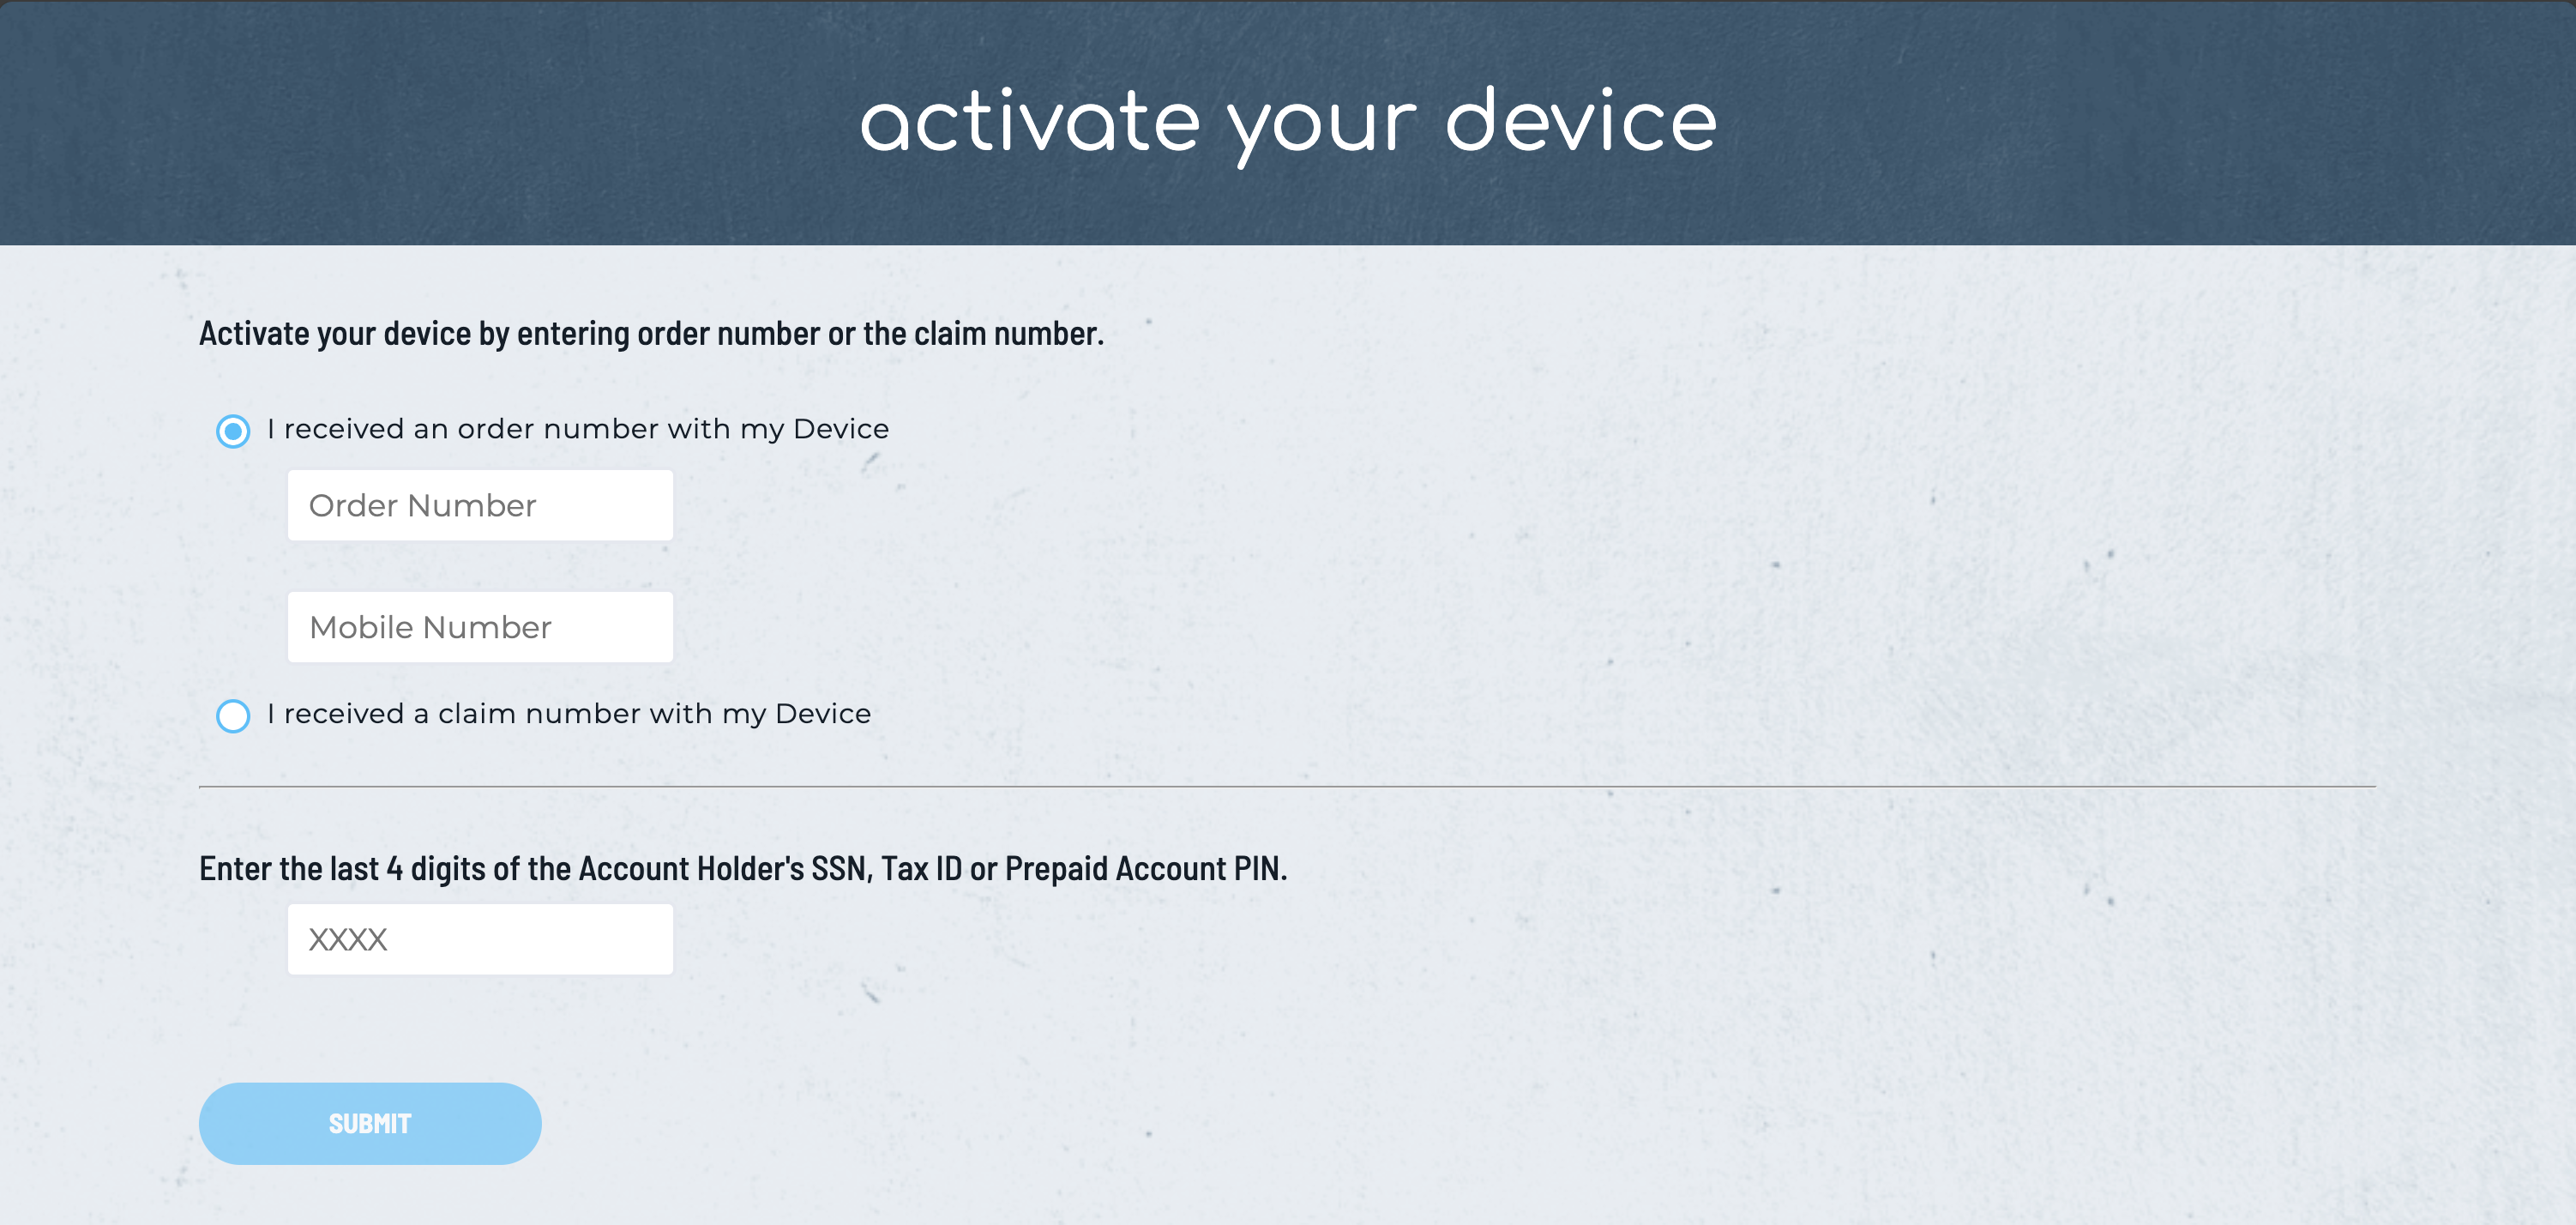 activate your device
Activate your device by entering order number or the claim number.
I received an order number with my Device
Order Number
Mobile Number
I received a claim number with my Device
Enter the last 4 digits of the Account Holder's SSN, Tax ID or Prepaid Account PIN.
XXXX
SUBMIT